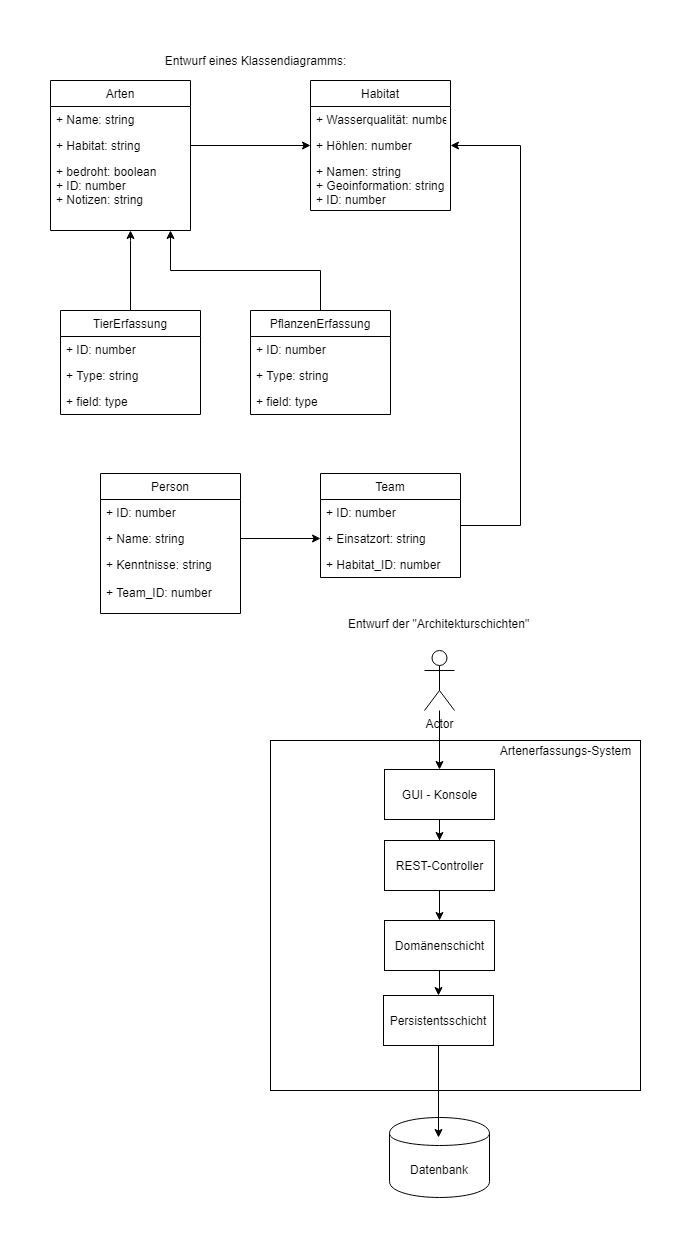 Entwurf eines Klassendiagramms:
Arten
+ Name: string
+ Habitat: string
+ bedroht: boolean
+ ID: number
+ Notizen: string
Habitat
+ Wasserqualität: numbe
+ Höhlen: number
+ Namen: string
+ Geoinformation: string
+ ID: number
TierErfassung
+ ID: number
+ Type: string
+ field: type
PflanzenErfassung
+ ID: number
+ Type: string
+ field: type
Person
+ ID: number
+ Name: string
+ Kenntnisse: string
+ Team_ID: number
Team
+ ID: number
+ Einsatzort: string
+ Habitat_ID: number
Entwurf der "Architekturschichten"
Actor
Artenerfassungs-System
GUI - Konsole
REST-Controller
Domänenschicht
Persistentsschicht
Datenbank